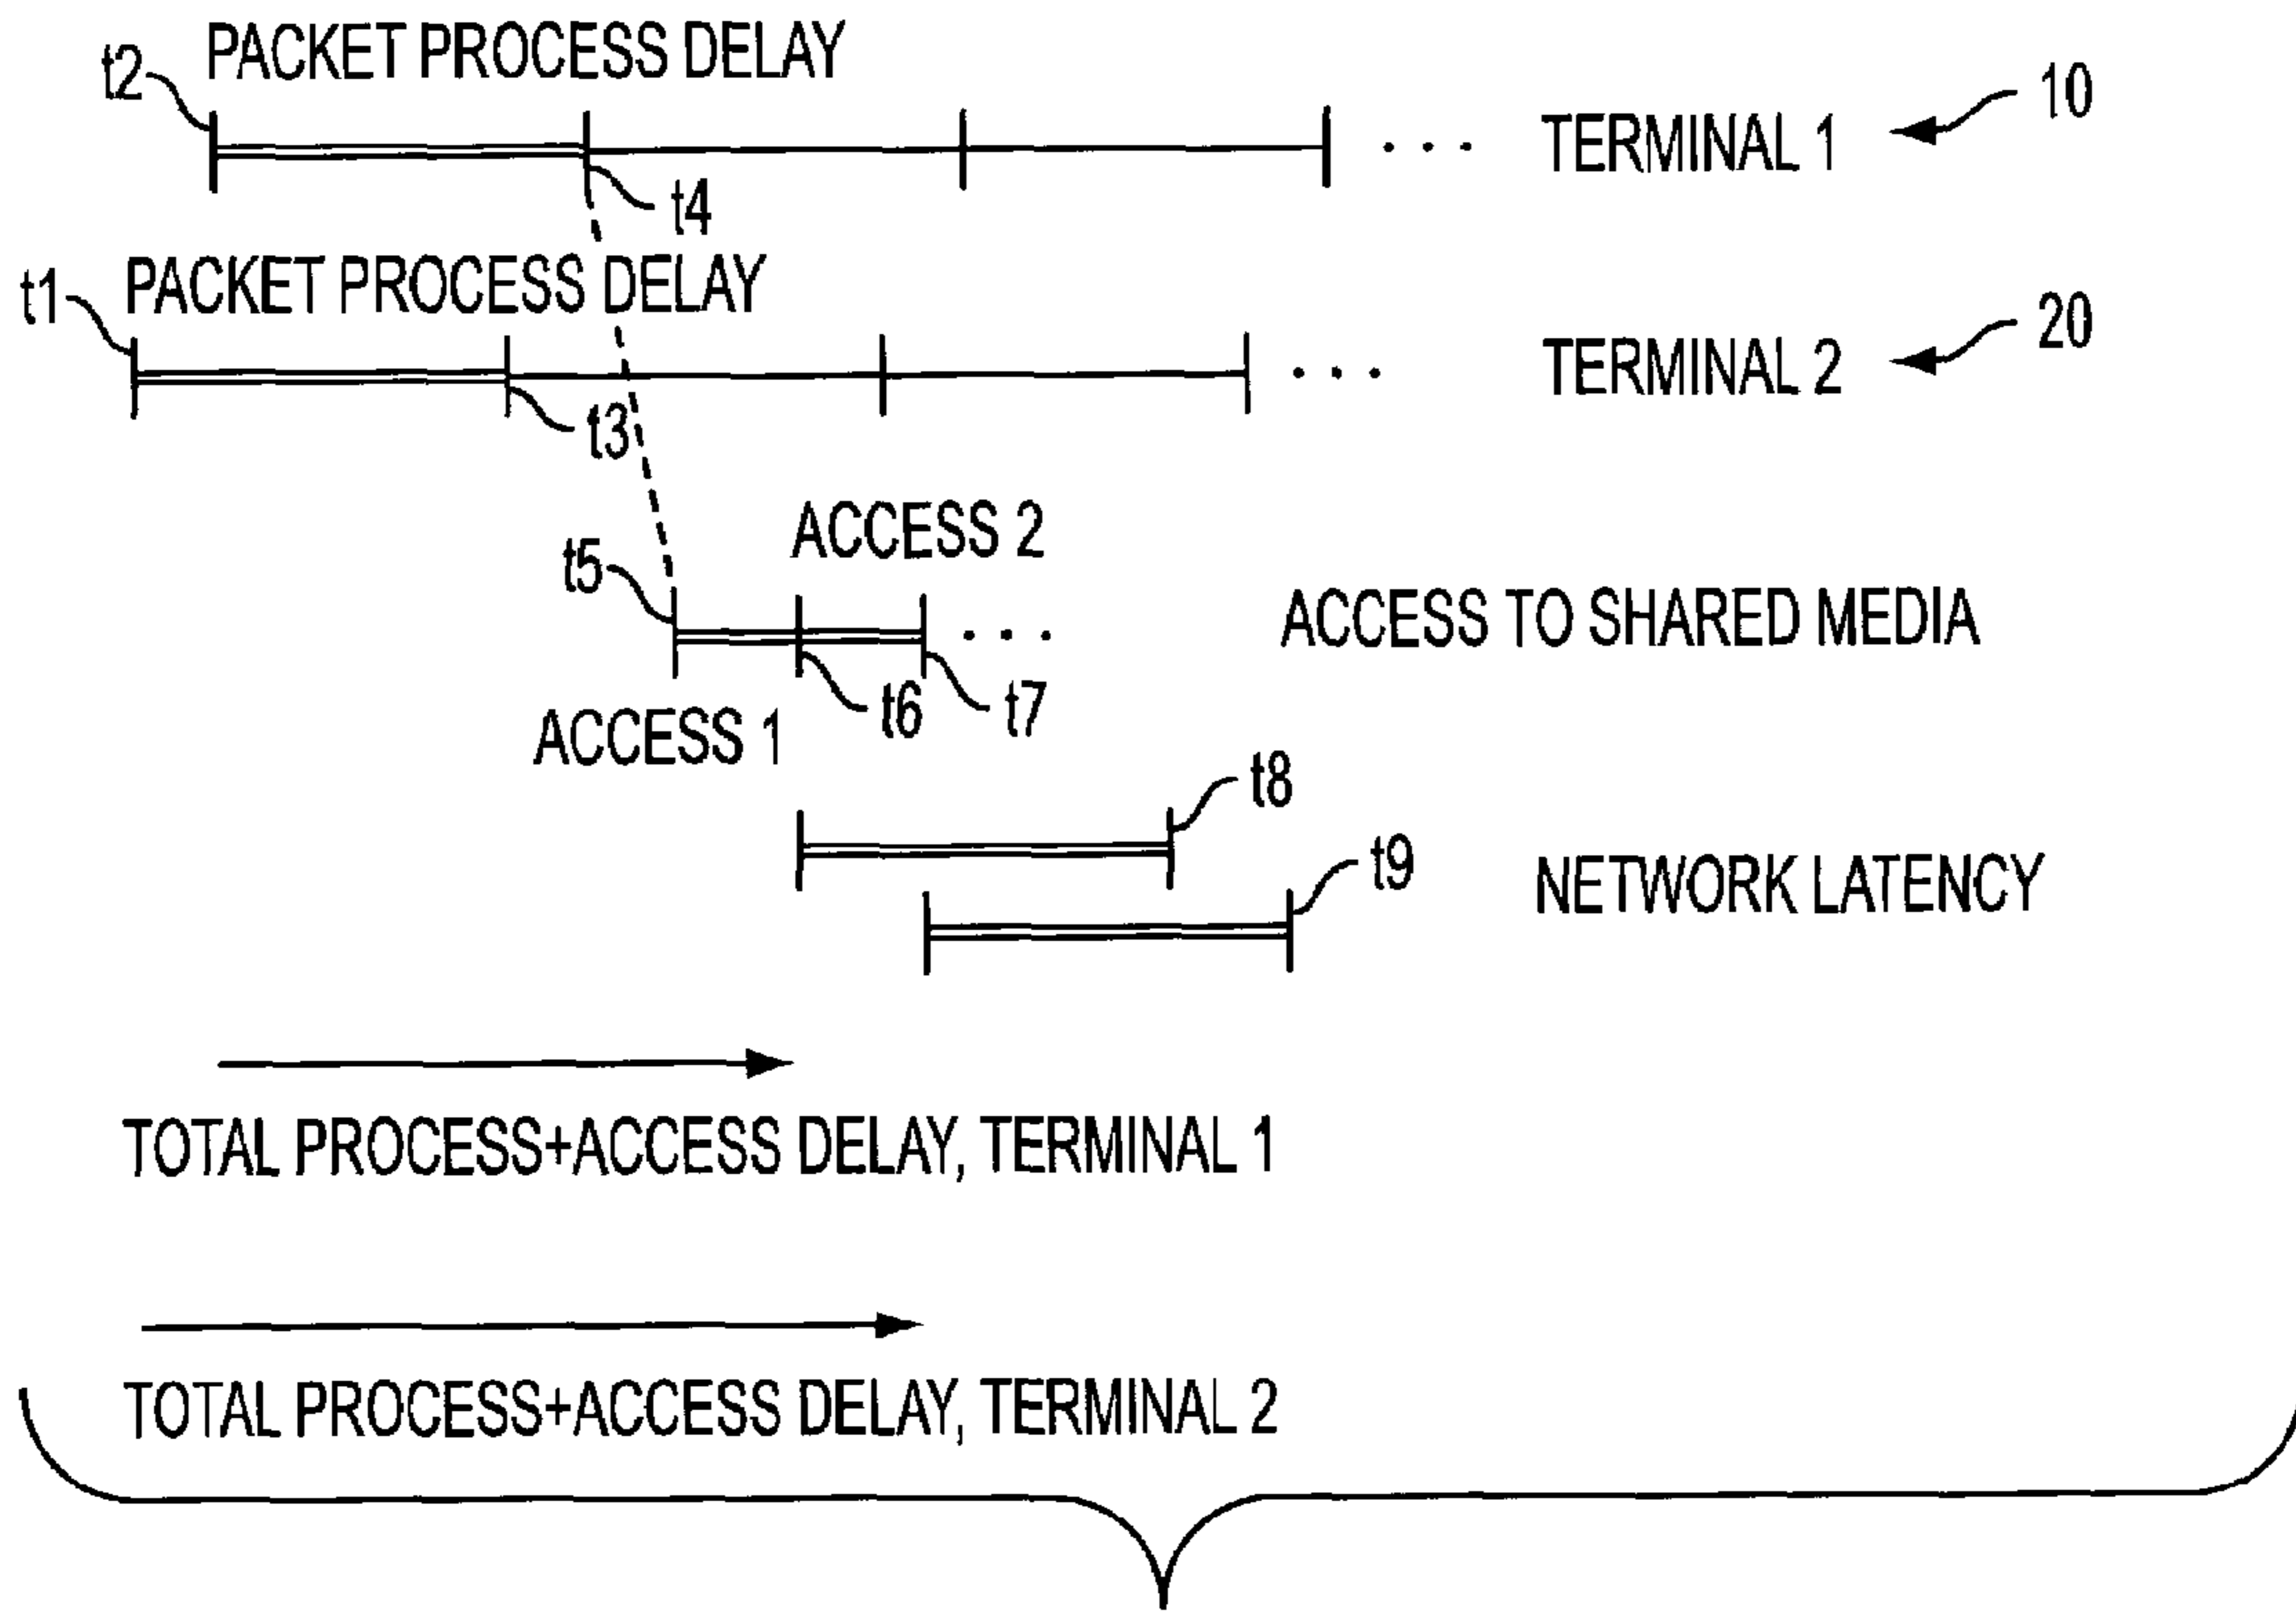 PACKET PROCESS DELAY
t2
10
TERMINAL 1
t4
PACKET PROCESS DELAY
t1
20
TERMINAL 2
t3
ACCESS 2
t5
ACCESS TO SHARED MEDIA
t6
t7
ACCESS 1
t8
t9
NETWORK LATENCY
TOTAL PROCESS+ACCESS DELAY, TERMINAL 1
TOTAL PROCESS+ACCESS DELAY, TERMINAL 2